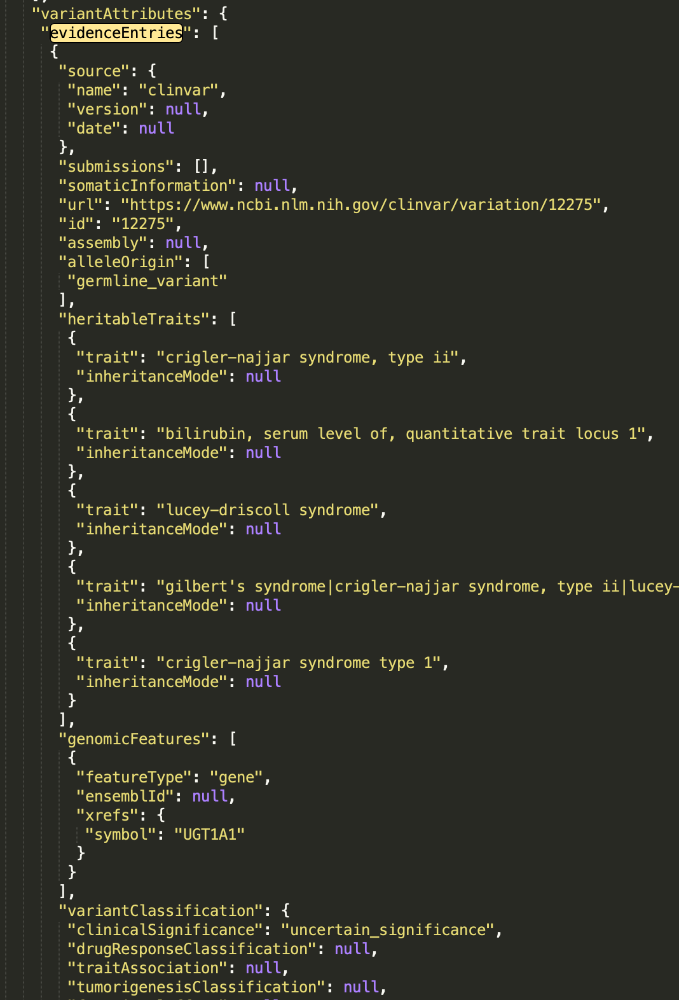 "variantAttributes": {
"evidenceEntries": [
{
"source": {
"name": "clinvar",
"version": null,
"date": null
},
"submissions": [],
"somaticInformation": null,
"url": "https://www.ncbi.nlm.nih.gov/clinvar/variation/12275",
"id": "12275",
"assembly": null,
"alleleOrigin": [
"germline_variant"
],
"heritableTraits": [
{
"trait": "crigler-najjar syndrome, type ii",
"inheritanceMode": null
},
{
"trait": "bilirubin, serum level of, quantitative trait locus 1",
"inheritanceMode": null
},
{
"trait": "lucey-driscoll syndrome",
"inheritanceMode": null
},
{
"trait": "gilbert's syndrome|crigler-najjar syndrome, type ii|lucey-
"inheritanceMode": null
},
{
"trait": "crigler-najjar syndrome type 1",
"inheritanceMode": null
}
],
"genomicFeatures": [
{
"featureType": "gene",
"ensemblId": null,
"xrefs": {
"symbol": "UGT1A1"
}
}
],
"variantClassification": {
"clinicalSignificance": "uncertain_significance",
"drugResponseClassification": null,
"traitAssociation": null,
"tumorigenesisClassification": null,